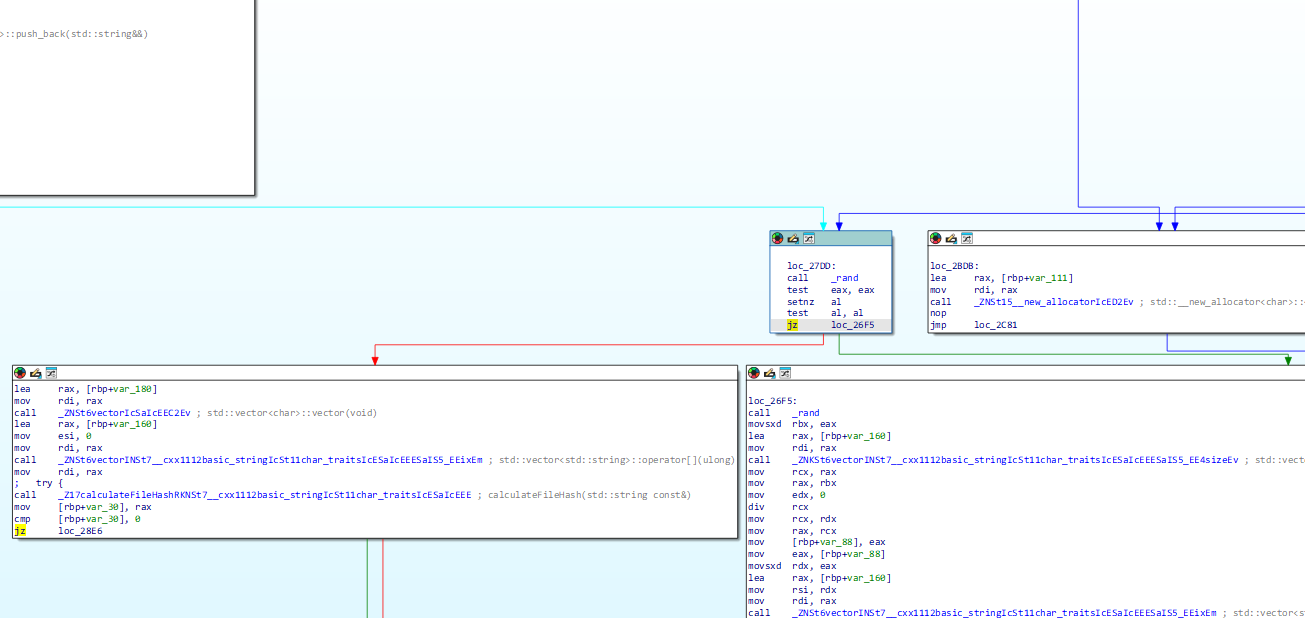 >::push_back(std::string&&)
loc_27DD:
call _rand
test eax, eax
setnz al
test al, al
jz loc_26F5
loc_2BDB:
lea rax, [rbp+var_111]
mov rdi, rax
call _ZNSt15__new_allocatorIcED2Ev ; std::__new_allocator<char>::
nop
jmp loc_2C81
lea rax, [rbp+var_180]
mov rdi, rax
call _ZNSt6vectorIcSaIcEEC2Ev ; std::vector<char>::vector(void)
lea rax, [rbp+var_160]
mov esi, 0
mov rdi, rax
call _ZNSt6vectorINSt7__cxx1112basic_stringIcSt11char_traitsIcESaIcEEESaIS5_EEixEm ; std::vector<std::string>::operator[](ulong)
mov rdi, rax
; try {
call _Z17calculateFileHashRKNSt7__cxx1112basic_stringIcSt11char_traitsIcESaIcEEE ; calculateFileHash(std::string const&)
mov [rbp+var_30], rax
cmp [rbp+var_30], 0
jz loc_28E6
loc_26F5:
call _rand
movsxd rbx, eax
lea rax, [rbp+var_160]
mov rdi, rax
call _ZNKSt6vectorINSt7__cxx1112basic_stringIcSt11char_traitsIcESaIcEEESaIS5_EE4sizeEv ; std::vect
mov rcx, rax
mov rax, rbx
mov edx, 0
div rcx
mov rcx, rdx
mov rax, rcx
mov [rbp+var_88], eax
mov eax, [rbp+var_88]
movsxd rdx, eax
lea rax, [rbp+var_160]
mov rsi, rdx
mov rdi, rax
call _ZNSt6vectorINSt7__cxx1112basic_stringIcSt11char_traitsIcESaIcEEESaIS5_EEixEm ; std::vector<s